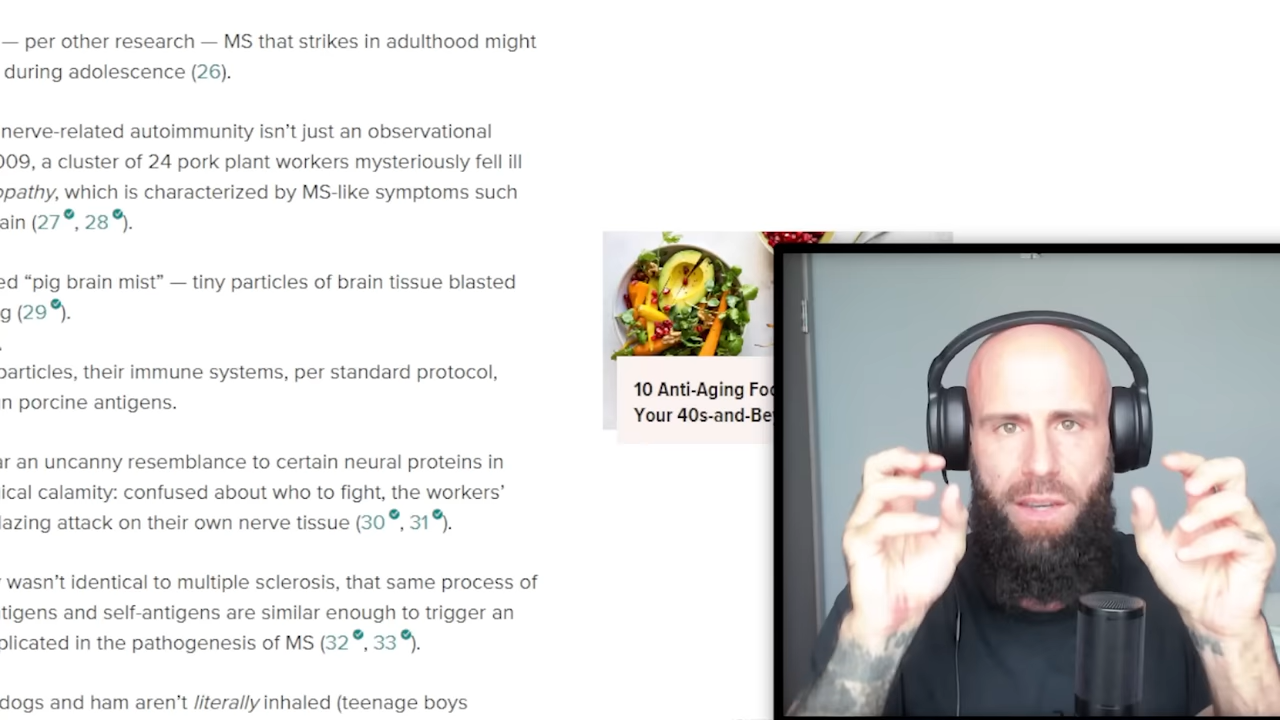 — per other research — MS that strikes in adulthood might
during adolescence (26).
nerve-related autoimmunity isn’t just an observational
009, a cluster of 24 pork plant workers mysteriously fell ill
opathy, which is characterized by MS-like symptoms such
ain (27, 28).
ed “pig brain mist” — tiny particles of brain tissue blasted
g (29).
.
particles, their immune systems, per standard protocol,
n porcine antigens.
ar an uncanny resemblance to certain neural proteins in
gical calamity: confused about who to fight, the workers’
lazing attack on their own nerve tissue (30, 31).
y wasn’t identical to multiple sclerosis, that same process of
ntigens and self-antigens are similar enough to trigger an
plicated in the pathogenesis of MS (32, 33).
dogs and ham aren’t literally inhaled (teenage boys
10 Anti-Aging Foo
Your 40s-and-Bey